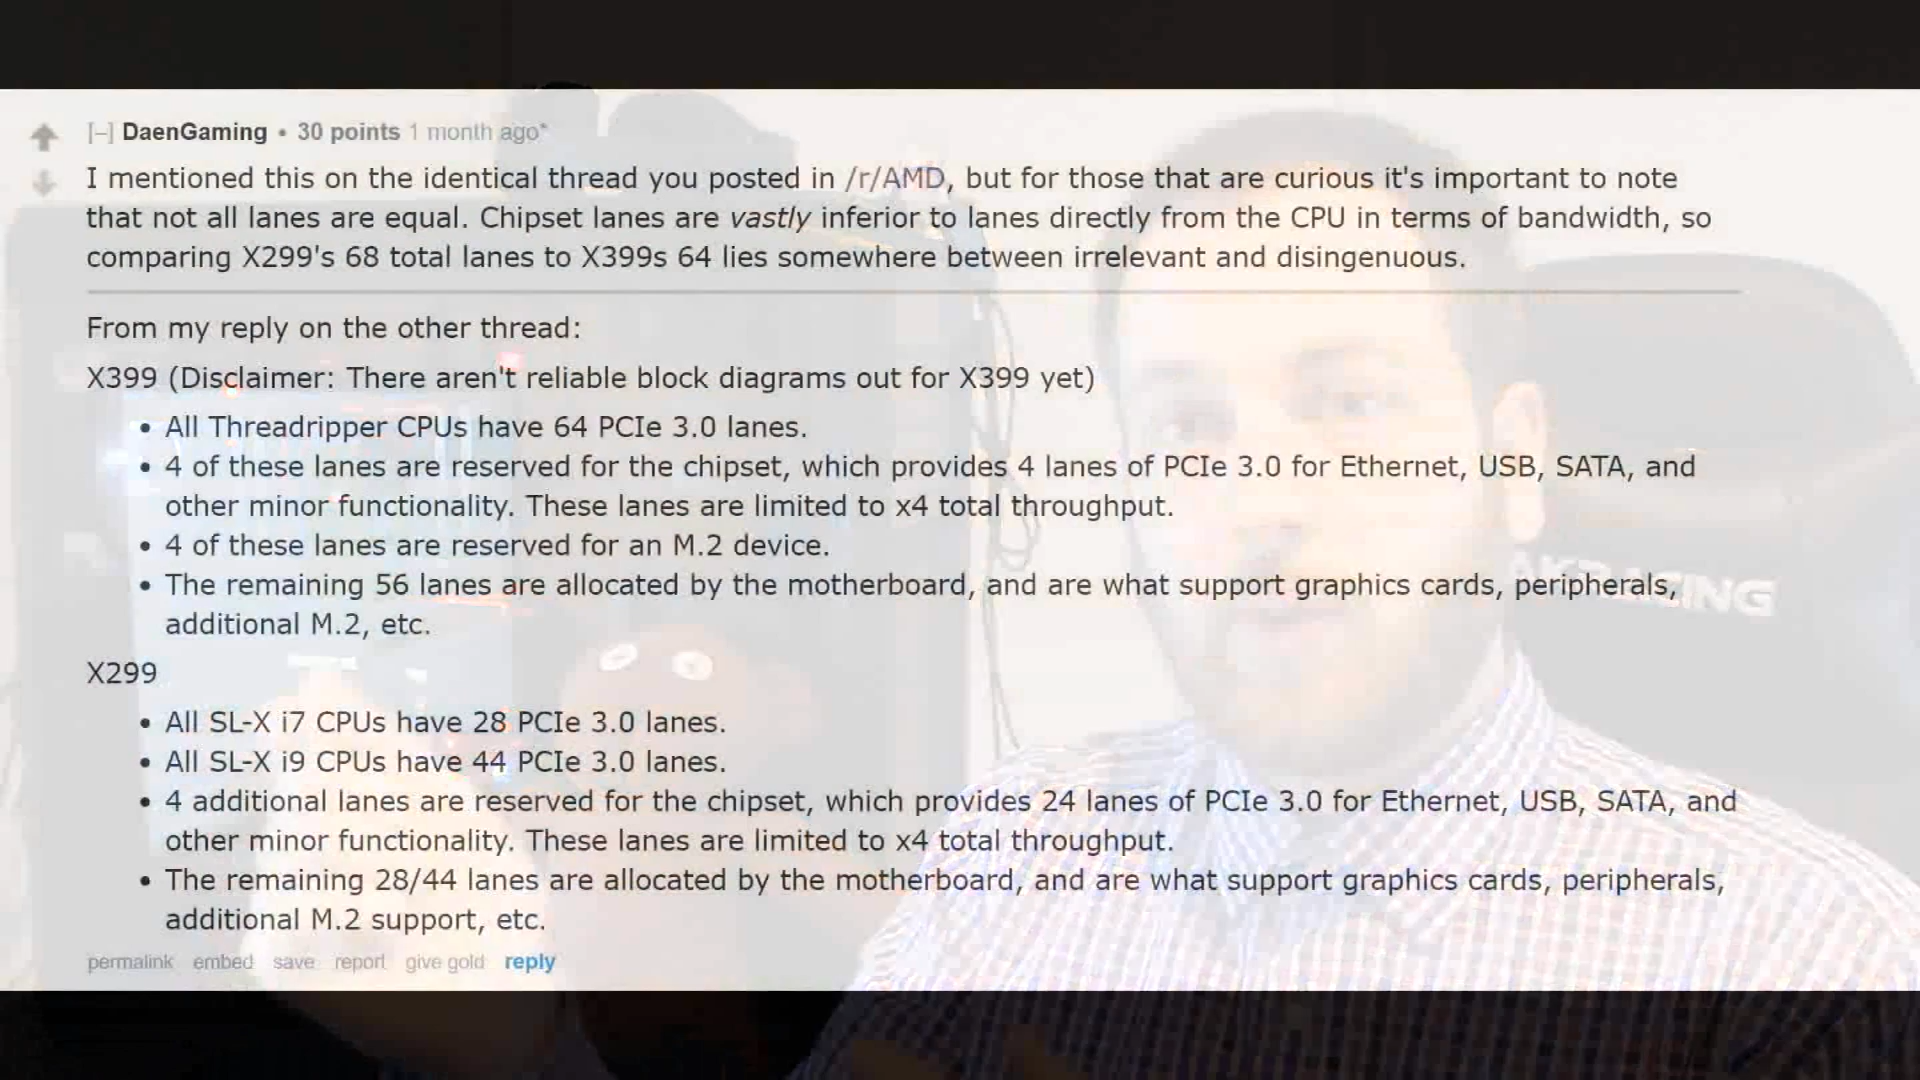 [–] DaenGaming • 30 points 1 month ago*
I mentioned this on the identical thread you posted in /r/AMD, but for those that are curious it's important to note
that not all lanes are equal. Chipset lanes are vastly inferior to lanes directly from the CPU in terms of bandwidth, so
comparing X299's 68 total lanes to X399s 64 lies somewhere between irrelevant and disingenuous.
From my reply on the other thread:
X399 (Disclaimer: There aren't reliable block diagrams out for X399 yet)
• All Threadripper CPUs have 64 PCIe 3.0 lanes.
• 4 of these lanes are reserved for the chipset, which provides 4 lanes of PCIe 3.0 for Ethernet, USB, SATA, and
other minor functionality. These lanes are limited to x4 total throughput.
• 4 of these lanes are reserved for an M.2 device.
• The remaining 56 lanes are allocated by the motherboard, and are what support graphics cards, peripherals,
additional M.2, etc.
AKRACING
X299
• All SL-X i7 CPUs have 28 PCIe 3.0 lanes.
• All SL-X i9 CPUs have 44 PCIe 3.0 lanes.
• 4 additional lanes are reserved for the chipset, which provides 24 lanes of PCIe 3.0 for Ethernet, USB, SATA, and
other minor functionality. These lanes are limited to x4 total throughput.
• The remaining 28/44 lanes are allocated by the motherboard, and are what support graphics cards, peripherals,
additional M.2 support, etc.
permalink embed save report give gold reply